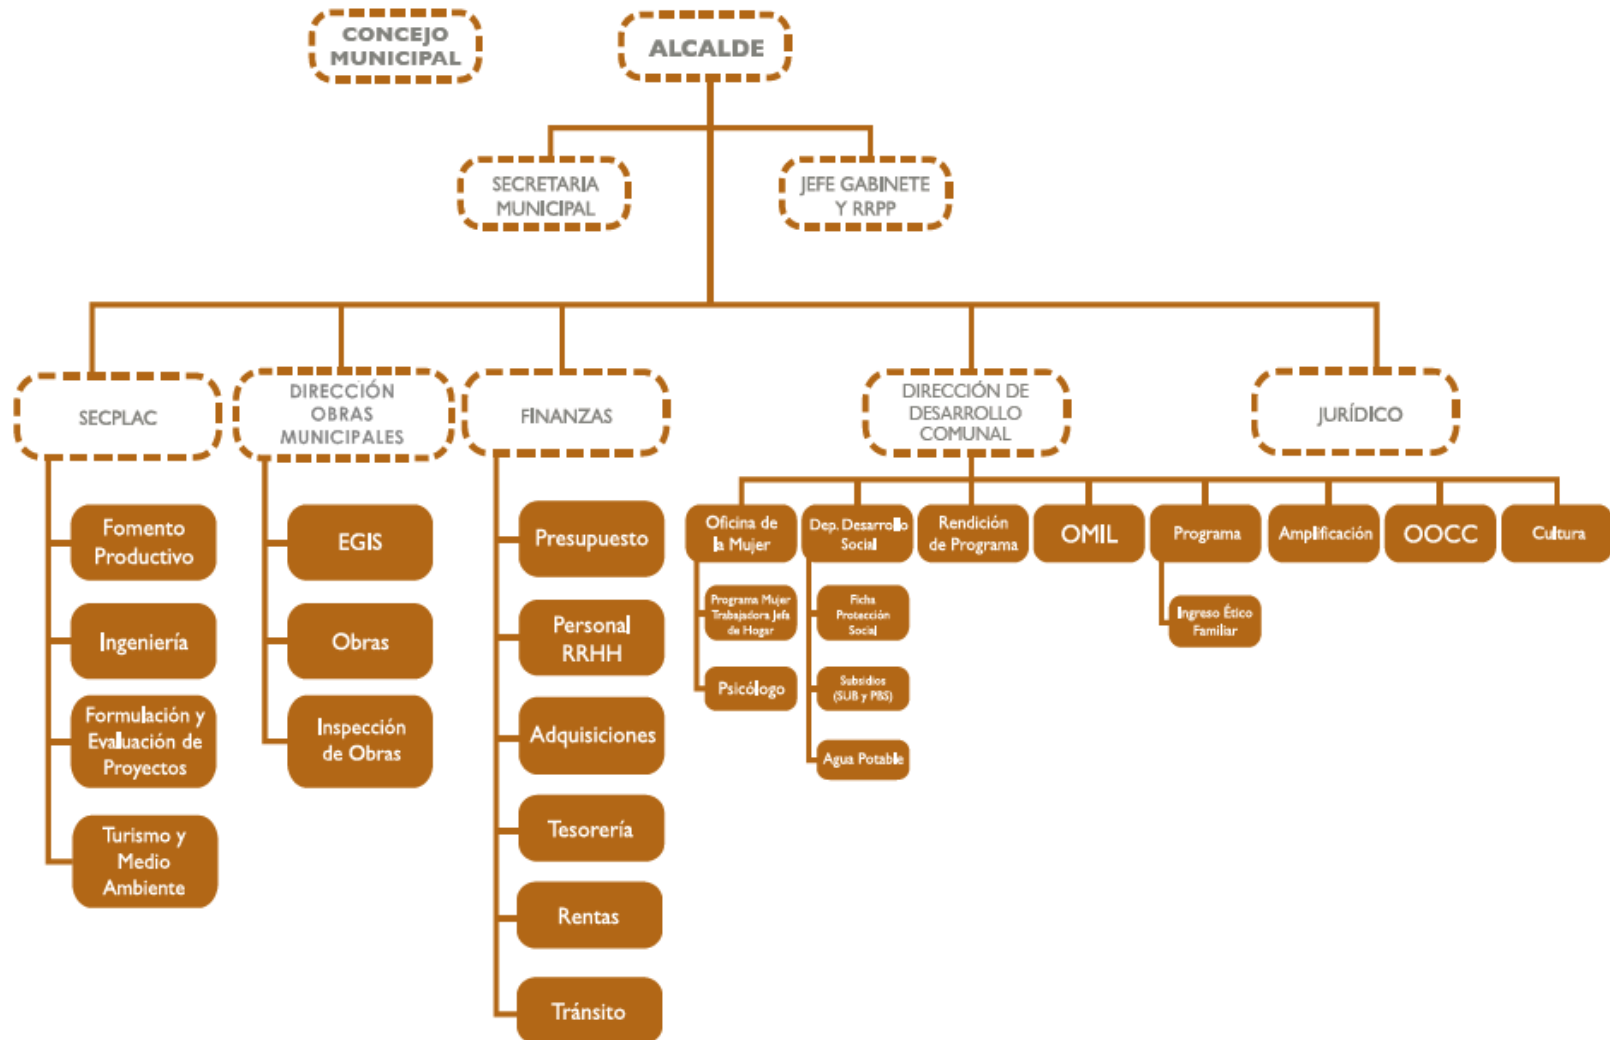 CONCEJO
MUNICIPAL
ALCALDE
SECRETARIA
MUNICIPAL
JEFE GABINETE
Y RRPP
SECPLAC
DIRECCIÓN
OBRAS
MUNICIPALES
FINANZAS
DIRECCIÓN DE
DESARROLLO
COMUNAL
JURÍDICO
Fomento
Productivo
Ingeniería
Formulación y
Evaluación de
Proyectos
Turismo y
Medio
Ambiente
EGIS
Obras
Inspección
de Obras
Presupuesto
Personal
RRHH
Adquisiciones
Tesorería
Rentas
Tránsito
Oficina de
la Mujer
Programa Mujer
Trabajadora Jefa
de Hogar
Psicólogo
Dep. Desarrollo
Social
Ficha
Protección
Social
Subsidios
(SUB y PBS)
Agua Potable
Rendición
de Programa
OMIL
Programa
Ingreso Ético
Familiar
Amplificación
OOCC
Cultura